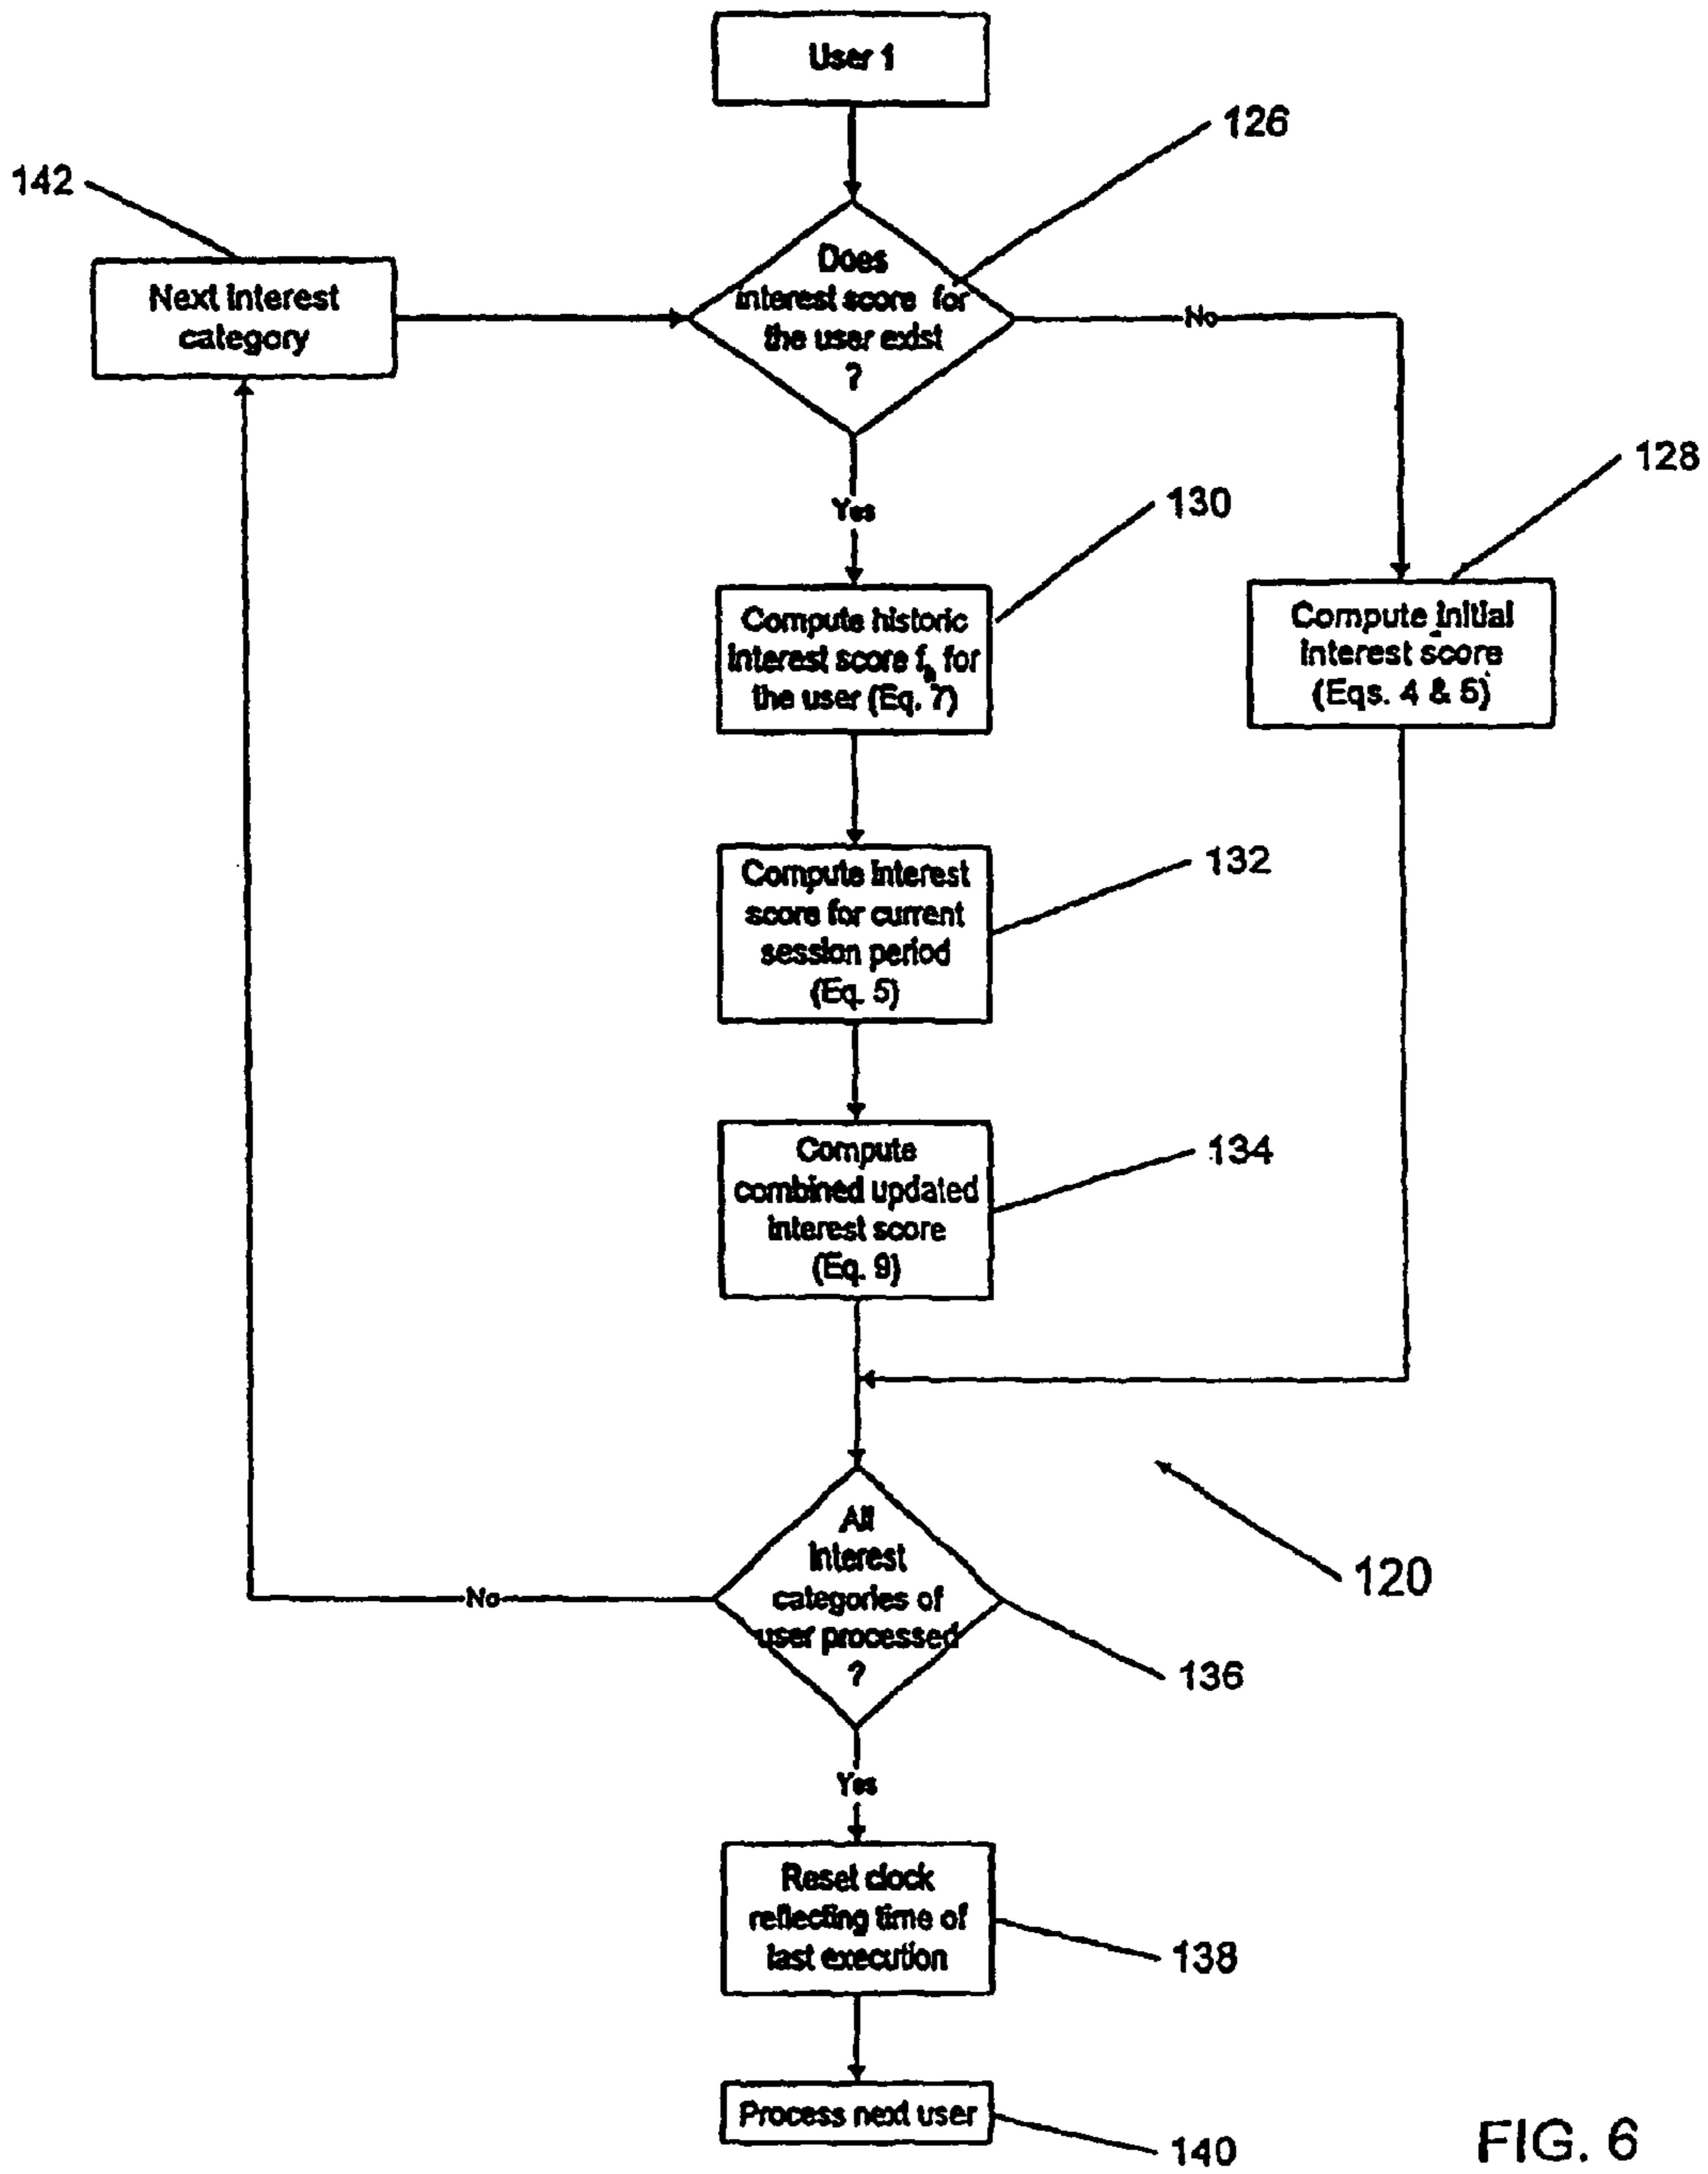 User 1
126
142
Does
interest score for
the user exist
?
Next interest
category
No
128
Yes
130
Compute historic
interest score fh for
the user (Eq. 7)
Compute initial
interest score
(Eqs. 4 & 5)
132
Compute interest
score for current
session period
(Eq. 5)
134
Compute
combined updated
interest score
(Eq. 9)
All
interest
categories of
user processed
?
120
No
136
Yes
Reset clock
reflecting time of
last execution
138
Process next user
140
FIG. 6